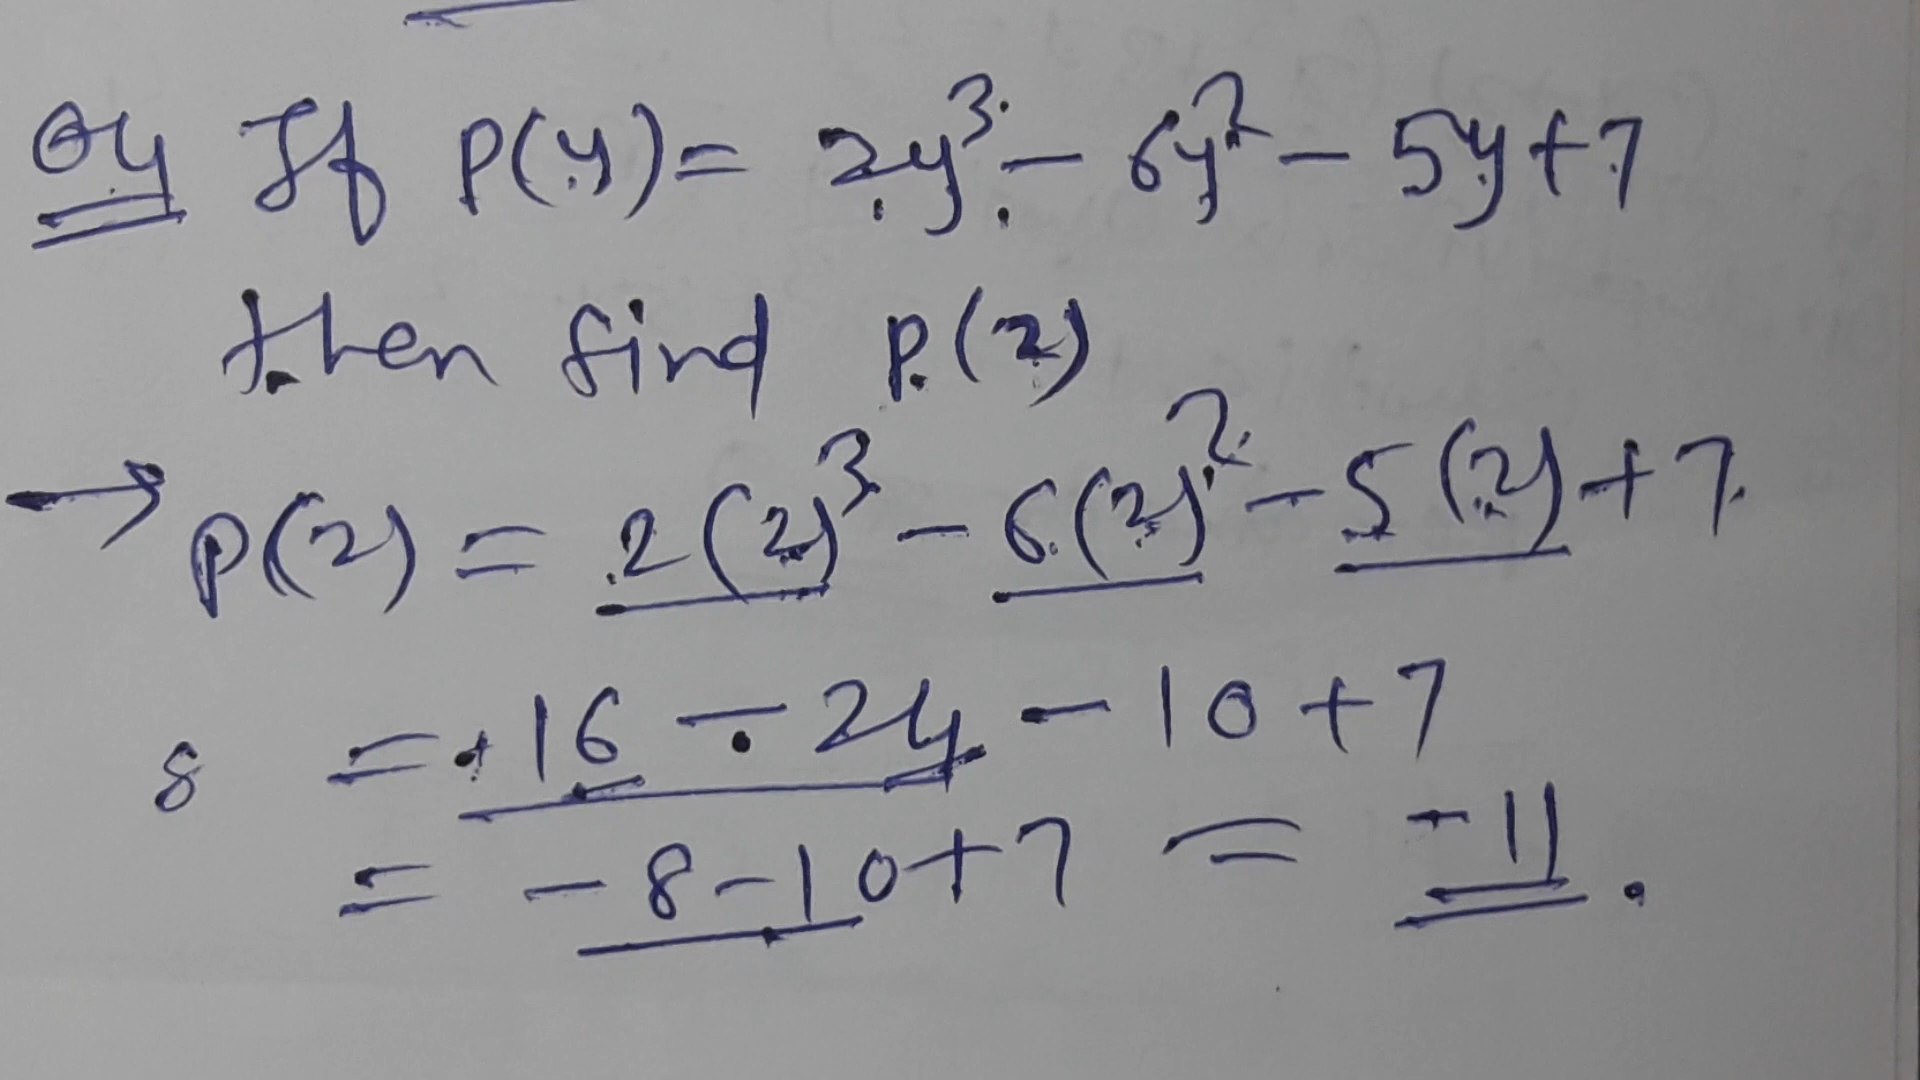 Q4 If P(y) = 2y³ - 6y² - 5y + 7
then find P(2)
→ P(2) = 2(2)³ - 6(2)² - 5(2) + 7
8 = +16 - 24 - 10 + 7
= -8 - 10 + 7 = -11.